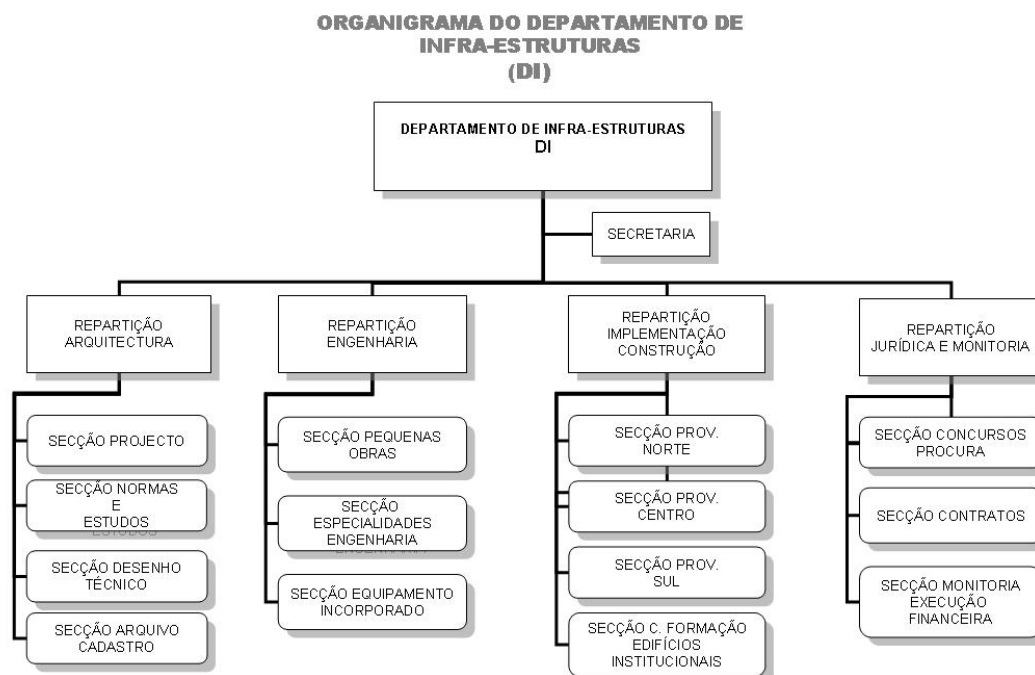 ORGANIGRAMA DO DEPARTAMENTO DE
INFRA-ESTRUTURAS
(DI)
DEPARTAMENTO DE INFRA-ESTRUTURAS
DI
SECRETARIA
REPARTIÇÃO
ARQUITECTURA
SECÇÃO PROJECTO
SECÇÃO NORMAS
E
ESTUDOS
SECÇÃO DESENHO
TÉCNICO
SECÇÃO ARQUIVO
CADASTRO
REPARTIÇÃO
ENGENHARIA
SECÇÃO PEQUENAS
OBRAS
SECÇÃO
ESPECIALIDADES
ENGENHARIA
SECÇÃO EQUIPAMENTO
INCORPORADO
REPARTIÇÃO
IMPLEMENTAÇÃO
CONSTRUÇÃO
SECÇÃO PROV.
NORTE
SECÇÃO PROV.
CENTRO
SECÇÃO PROV.
SUL
SECÇÃO C. FORMAÇÃO
EDIFÍCIOS
INSTITUCIONAIS
REPARTIÇÃO
JURÍDICA E MONITORIA
SECÇÃO CONCURSOS
PROCURA
SECÇÃO CONTRATOS
SECÇÃO MONITORIA
EXECUÇÃO
FINANCEIRA